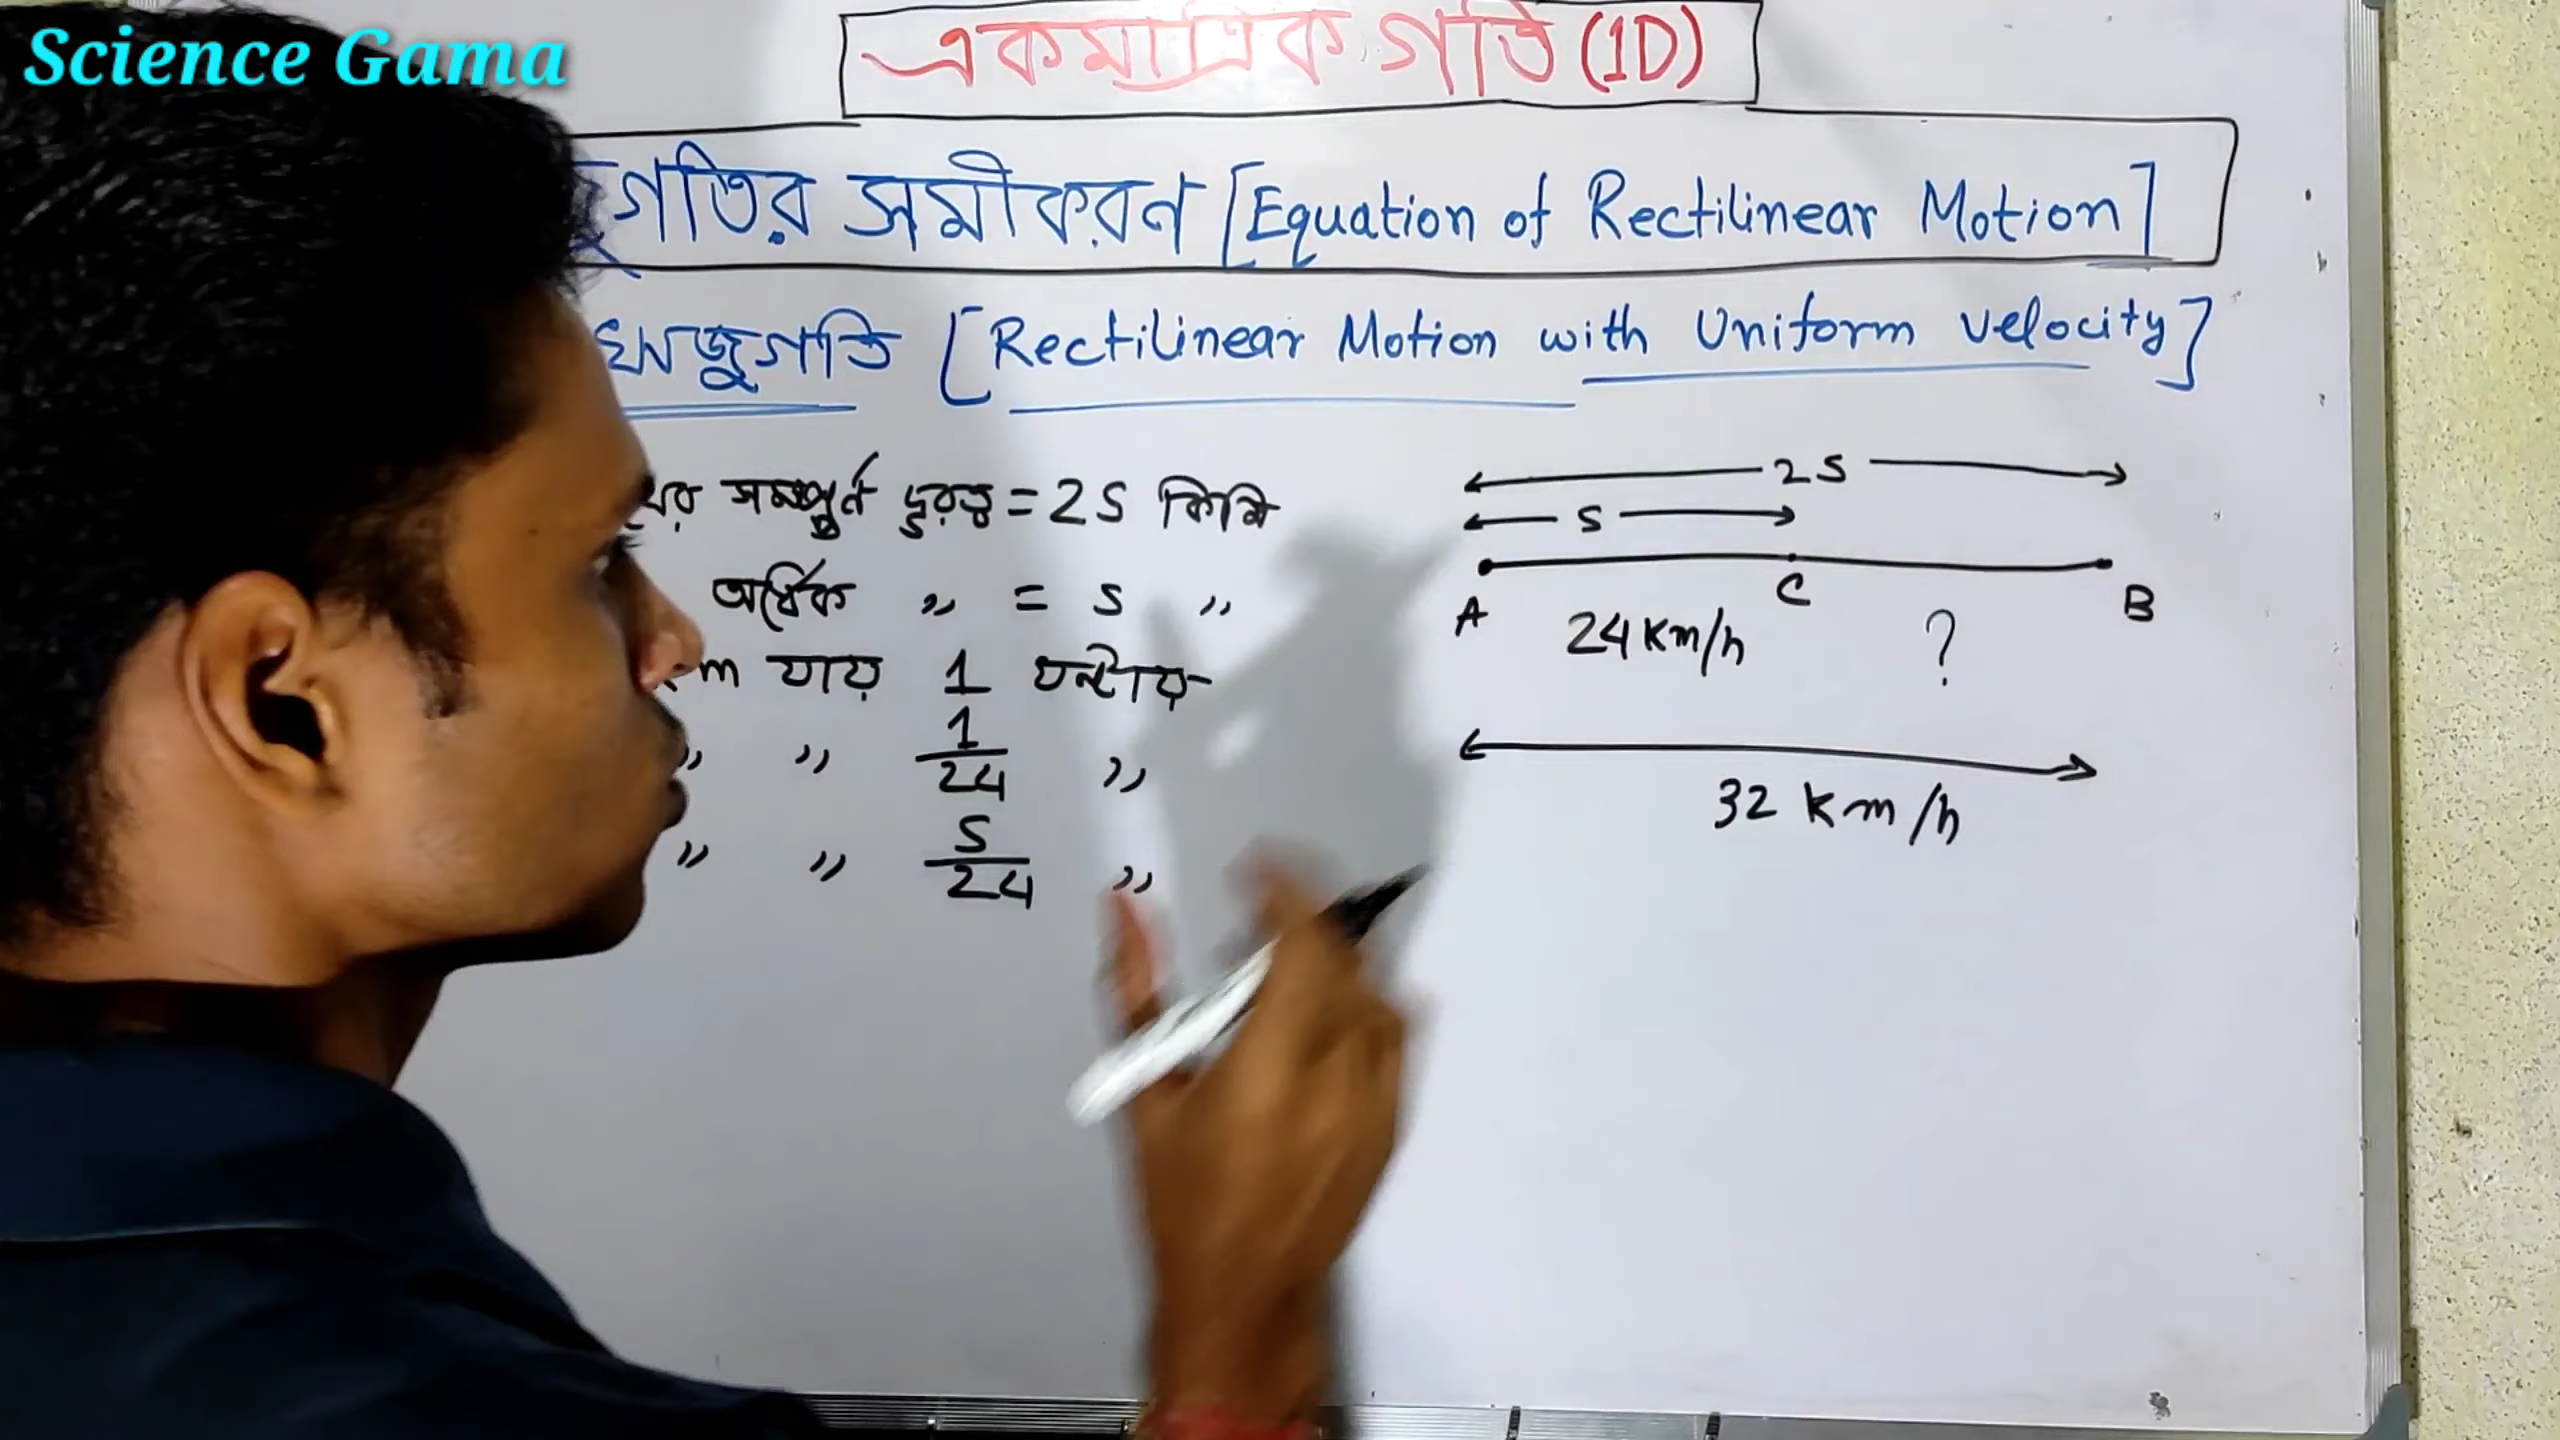 Science Gama
একমাত্রিক গতি (1D)
গতির সমীকরণ [Equation of Rectilinear Motion]
ঋজুগতি [Rectilinear Motion with Uniform velocity]
সম্পূর্ণ দুরত্ব = 2S কিমি
অর্ধেক " = S "
m যায় 1 ঘন্টায়
" " 1/24 "
" " S/24 "
2S
S
A C B
24 Km/h ?
32 Km/h